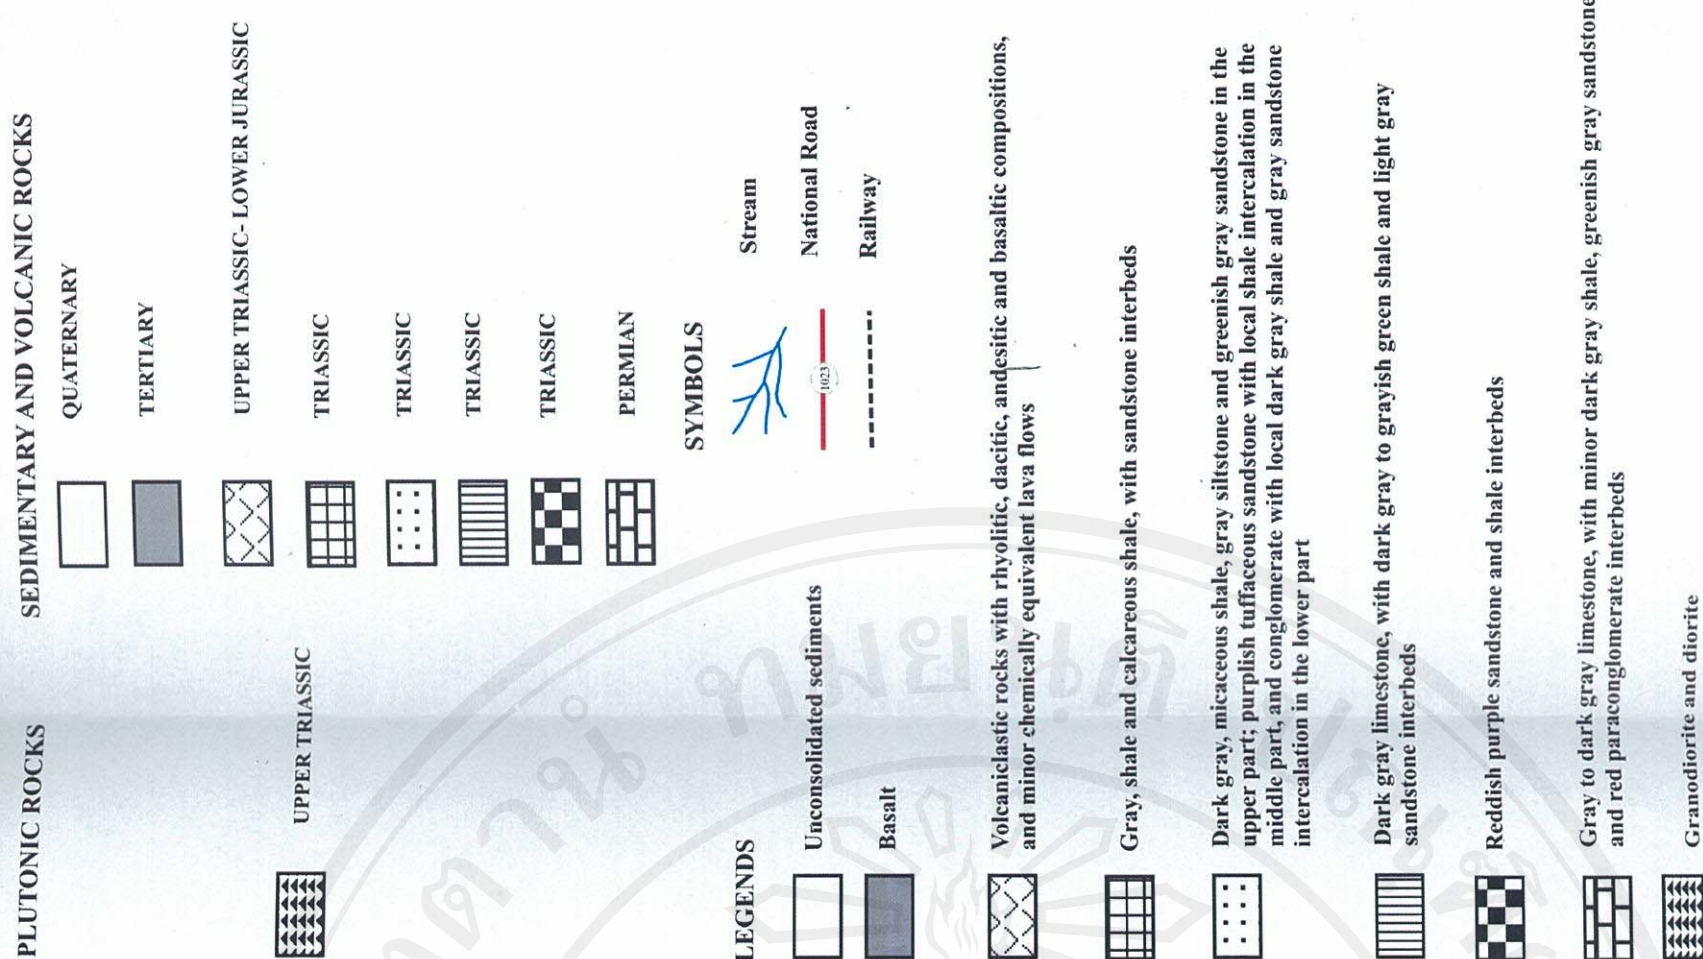 PLUTONIC ROCKS
UPPER TRIASSIC
SEDIMENTARY AND VOLCANIC ROCKS
QUATERNARY
TERTIARY
UPPER TRIASSIC- LOWER JURASSIC
TRIASSIC
TRIASSIC
TRIASSIC
TRIASSIC
PERMIAN
SYMBOLS
Stream
1023
National Road
Railway
LEGENDS
Unconsolidated sediments
Basalt
Volcaniclastic rocks with rhyolitic, dacitic, andesitic and basaltic compositions,
and minor chemically equivalent lava flows
Gray, shale and calcareous shale, with sandstone interbeds
Dark gray, micaceous shale, gray siltstone and greenish gray sandstone in the
upper part; purplish tuffaceous sandstone with local shale intercalation in the
middle part, and conglomerate with local dark gray shale and gray sandstone
intercalation in the lower part
Dark gray limestone, with dark gray to grayish green shale and light gray
sandstone interbeds
Reddish purple sandstone and shale interbeds
Gray to dark gray limestone, with minor dark gray shale, greenish gray sandstone
and red paraconglomerate interbeds
Granodiorite and diorite